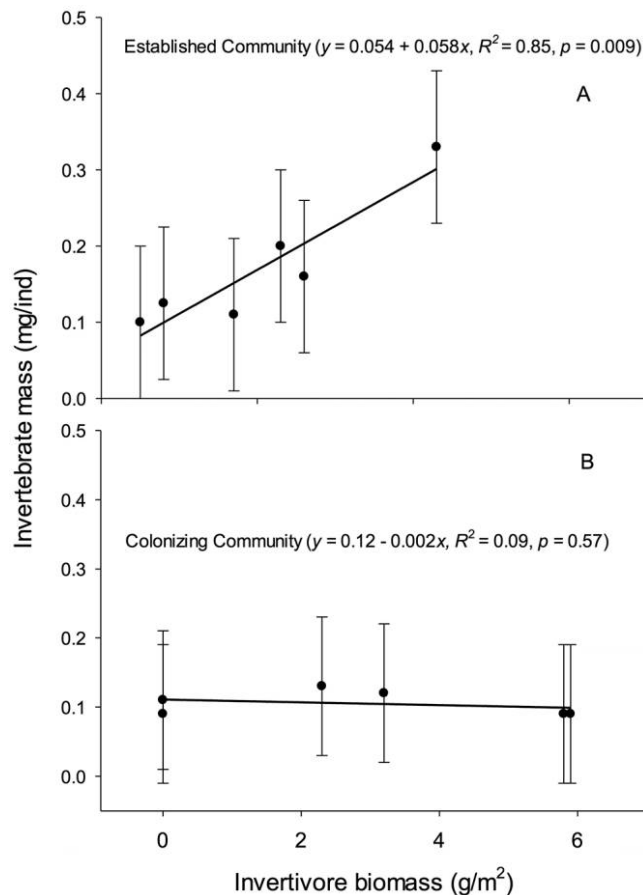 Established Community (y = 0.054 + 0.058x, R² = 0.85, p = 0.009)
A
0.5
0.4
0.3
0.2
0.1
0.0
Invertebrate mass (mg/ind)
B
0.5
0.4
Colonizing Community (y = 0.12 - 0.002x, R² = 0.09, p = 0.57)
0.3
0.2
0.1
0.0
0 2 4 6
Invertivore biomass (g/m²)